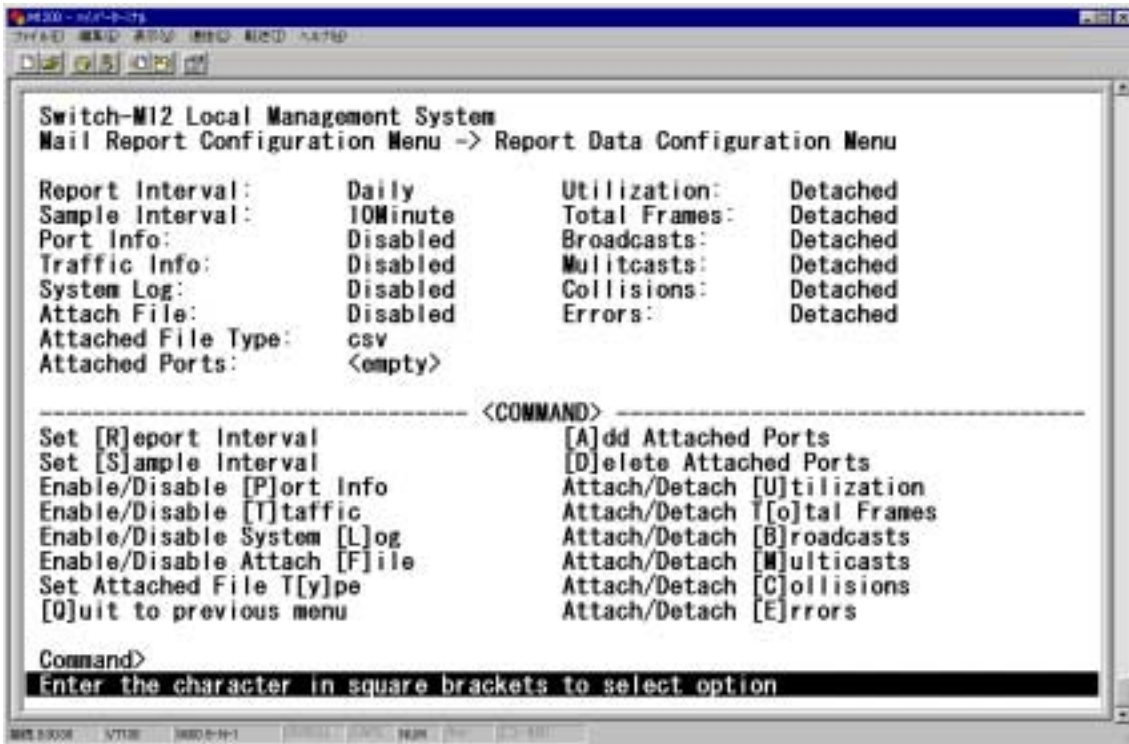 Switch-M12 Local Management System
Mail Report Configuration Menu -> Report Data Configuration Menu
Report Interval: Daily Utilization: Detached
Sample Interval: 10Minute Total Frames: Detached
Port Info: Disabled Broadcasts: Detached
Traffic Info: Disabled Mulitcasts: Detached
System Log: Disabled Collisions: Detached
Attach File: Disabled Errors: Detached
Attached File Type: csv
Attached Ports: <empty>
-------------------------------- <COMMAND> -----------------------------------
Set [R]eport Interval [A]dd Attached Ports
Set [S]ample Interval [D]elete Attached Ports
Enable/Disable [P]ort Info Attach/Detach [U]tilization
Enable/Disable [T]taffic Attach/Detach T[o]tal Frames
Enable/Disable System [L]og Attach/Detach [B]roadcasts
Enable/Disable Attach [F]ile Attach/Detach [M]ulticasts
Set Attached File T[y]pe Attach/Detach [C]ollisions
[Q]uit to previous menu Attach/Detach [E]rrors
Command>
Enter the character in square brackets to select option
VT100 NUM